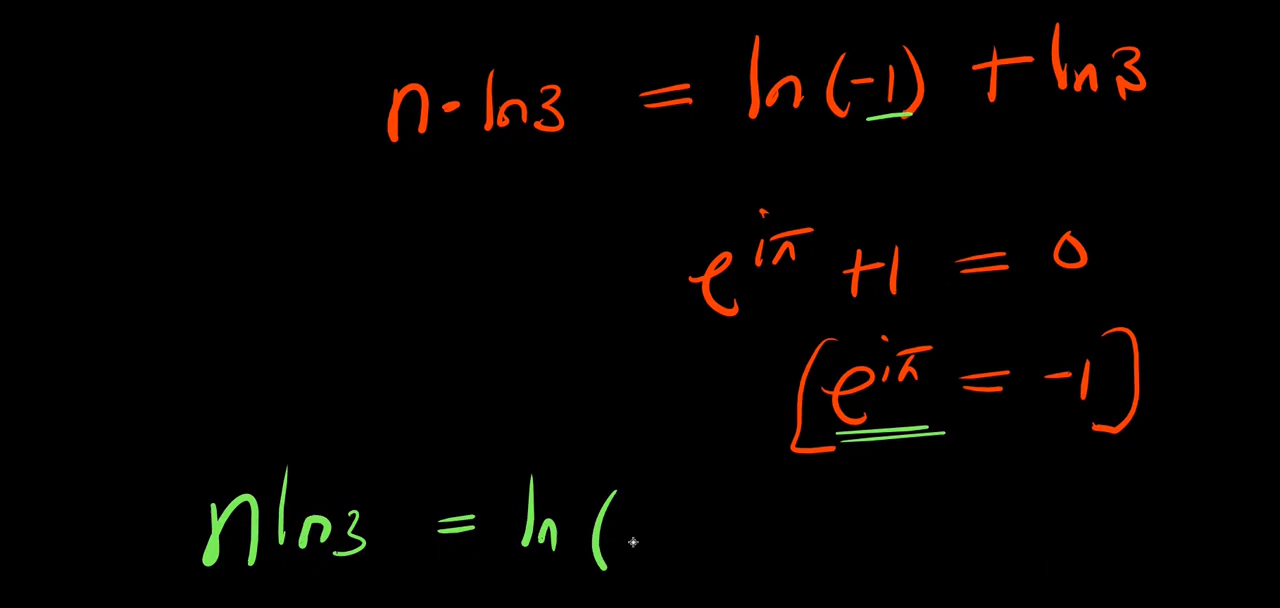 n · ln3 = ln(-1) + ln3
e^{iπ} + 1 = 0
[e^{iπ} = -1]
n ln3 = ln(